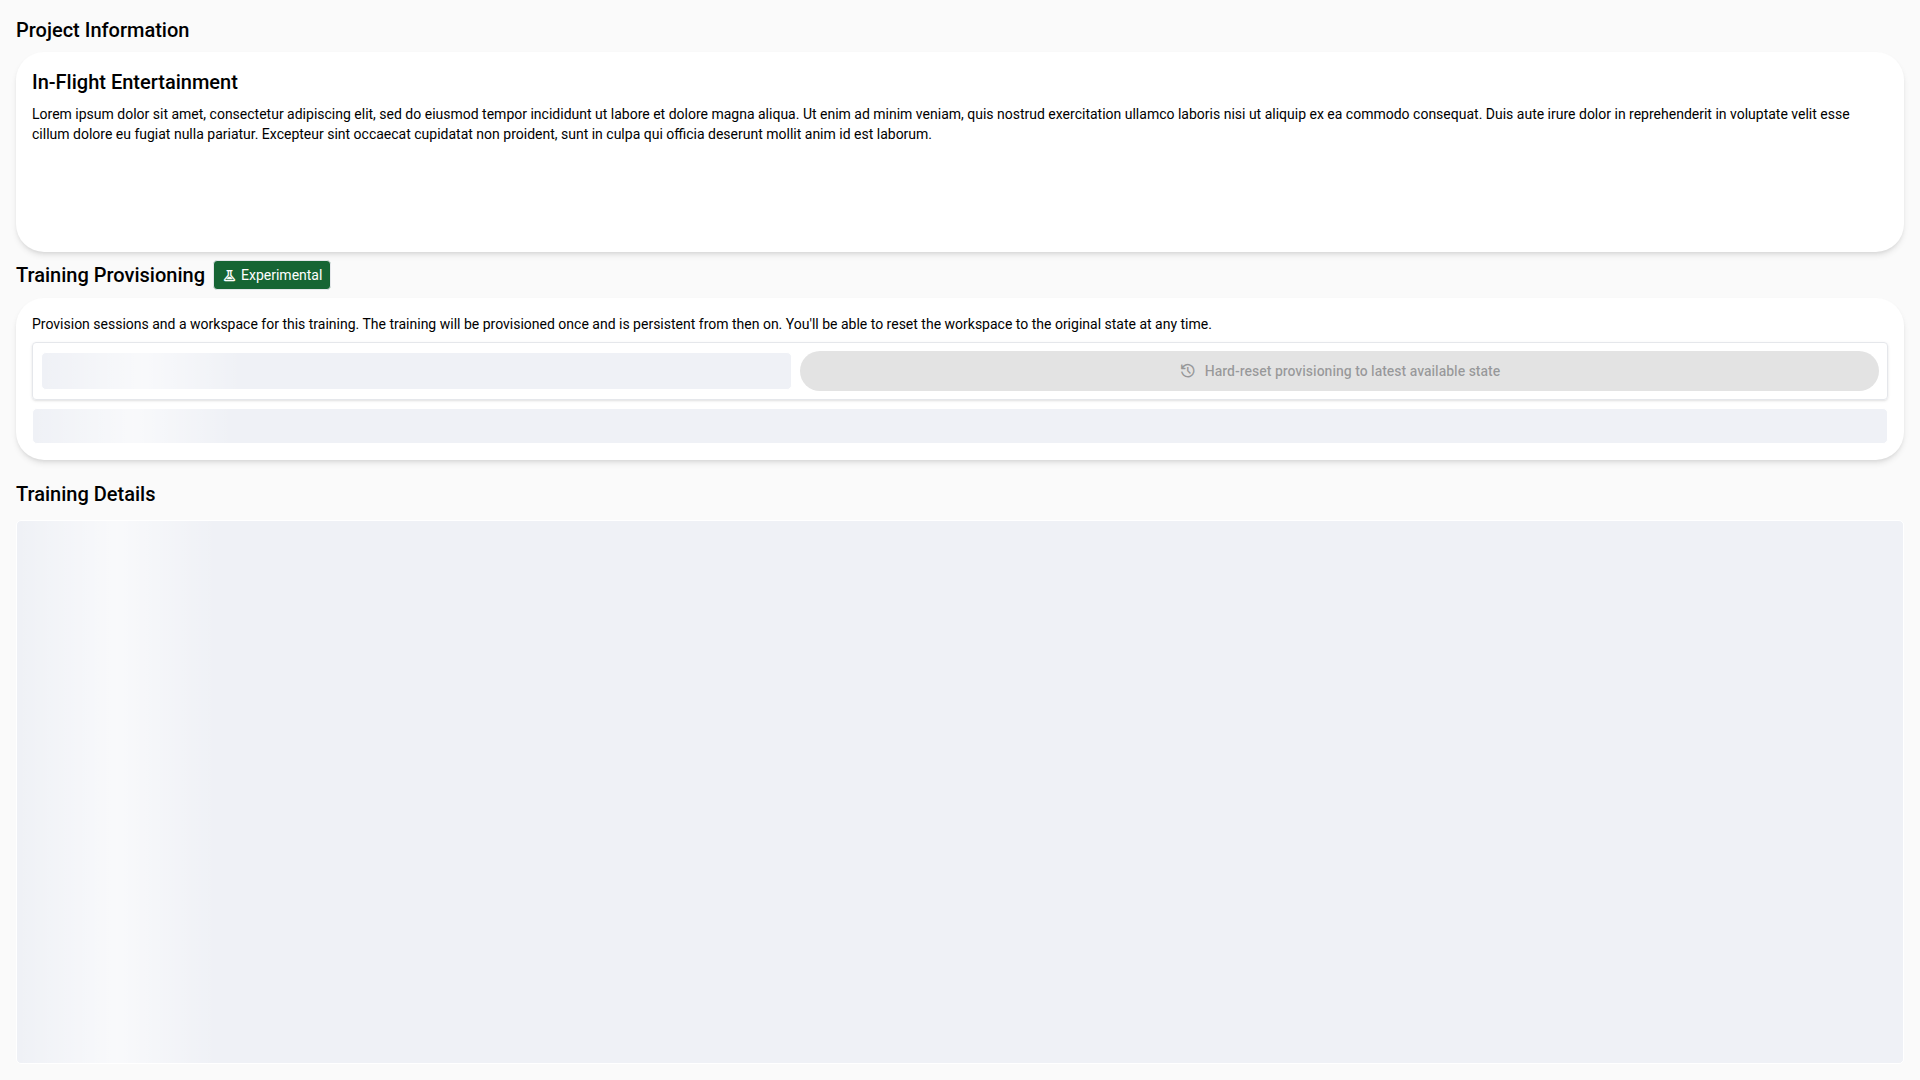 Project Information
In-Flight Entertainment
Lorem ipsum dolor sit amet, consectetur adipiscing elit, sed do eiusmod tempor incididunt ut labore et dolore magna aliqua. Ut enim ad minim veniam, quis nostrud exercitation ullamco laboris nisi ut aliquip ex ea commodo consequat. Duis aute irure dolor in reprehenderit in voluptate velit esse
cillum dolore eu fugiat nulla pariatur. Excepteur sint occaecat cupidatat non proident, sunt in culpa qui officia deserunt mollit anim id est laborum.
Training Provisioning Experimental
Provision sessions and a workspace for this training. The training will be provisioned once and is persistent from then on. You'll be able to reset the workspace to the original state at any time.
Hard-reset provisioning to latest available state
Training Details